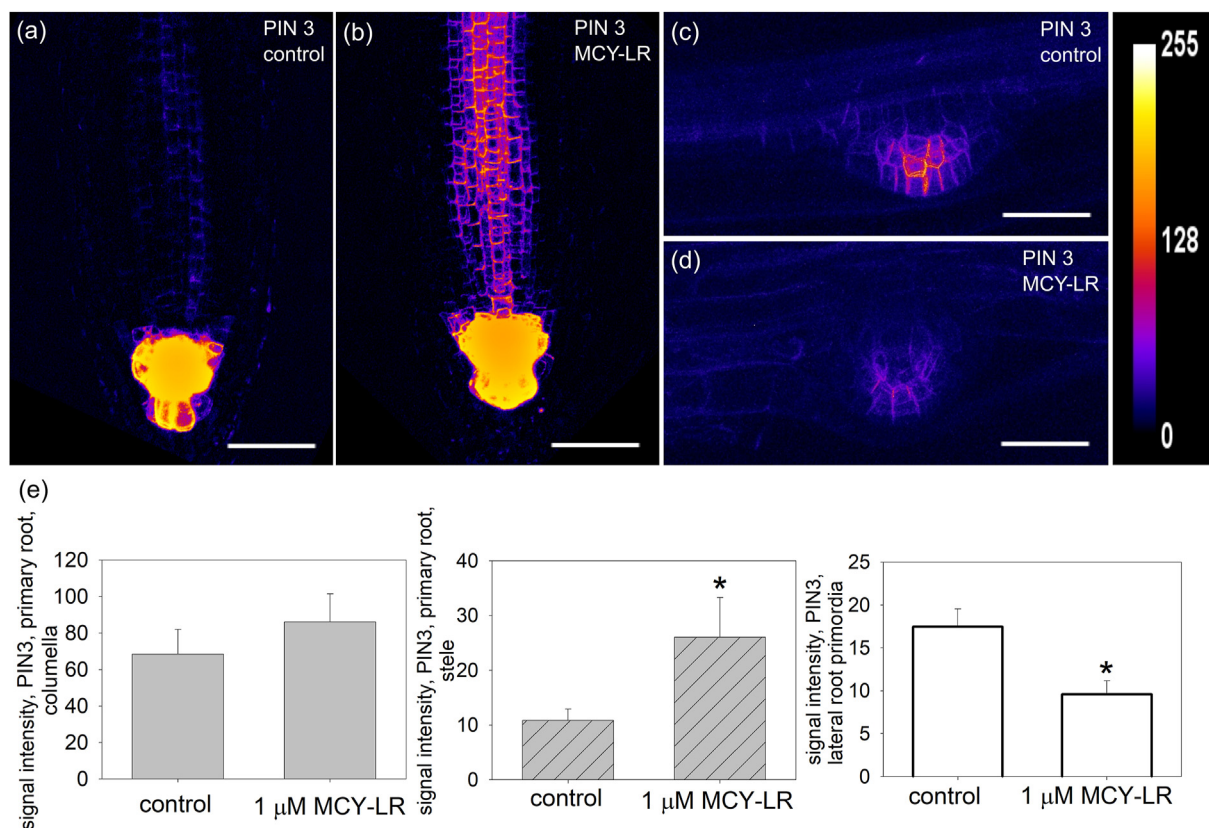 (a)
PIN 3
control
(b)
PIN 3
MCY-LR
(c)
PIN 3
control
(d)
PIN 3
MCY-LR
255
128
0
(e)
signal intensity, PIN3, primary root,
columella
120
100
80
60
40
20
0
control
1 μM MCY-LR
signal intensity, PIN3, primary root,
stele
40
30
20
10
0
*
control
1 μM MCY-LR
signal intensity, PIN3,
lateral root primordia
25
20
15
10
5
0
*
control
1 μM MCY-LR